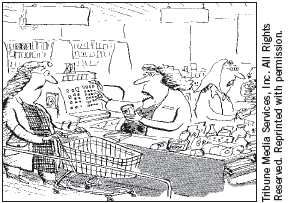 Tribune Media Services, Inc. All Rights
Reserved. Reprinted with permission.